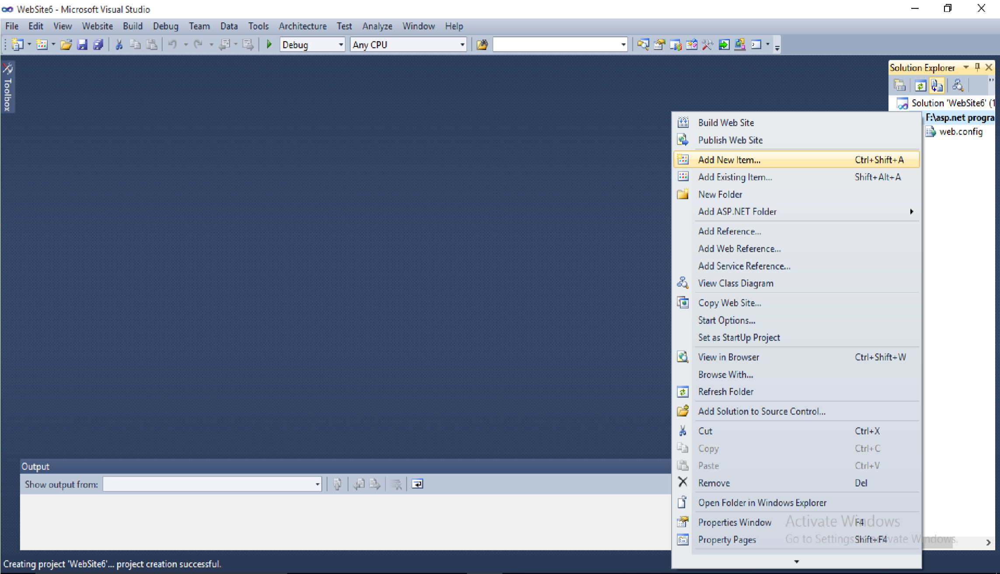 WebSite6 - Microsoft Visual Studio
File Edit View Website Build Debug Team Data Tools Architecture Test Analyze Window Help
Debug Any CPU
Toolbox
Solution Explorer
Solution 'WebSite6' (1
F:\asp.net progra
web.config
Build Web Site
Publish Web Site
Add New Item... Ctrl+Shift+A
Add Existing Item... Shift+Alt+A
New Folder
Add ASP.NET Folder
Add Reference...
Add Web Reference...
Add Service Reference...
View Class Diagram
Copy Web Site...
Start Options...
Set as StartUp Project
View in Browser Ctrl+Shift+W
Browse With...
Refresh Folder
Add Solution to Source Control...
Cut Ctrl+X
Copy Ctrl+C
Paste Ctrl+V
Remove Del
Open Folder in Windows Explorer
Properties Window F4
Property Pages Shift+F4
Activate Windows
Go to Settings to activate Windows.
Output
Show output from:
Creating project 'WebSite6'... project creation successful.